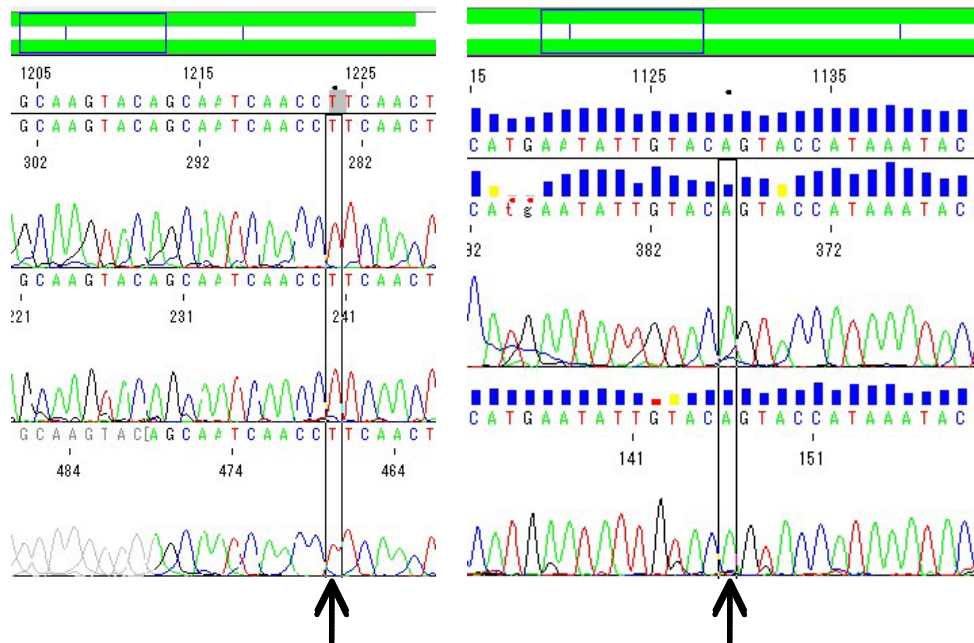 1205 1215 1225
GCAAGTACAGCAATCAACCTTCAACT
GCAAGTACAGCAATCAACCTTCAACT
302 292 282
GCAAGTACAGCAATCAACCTTCAACT
221 231 241
GCAAGTAC[AGCAATCAACCTTCAACT
484 474 464
15 1125 1135
CATGAATATTGTACAGTACCATAAATAC
CAtgAATATTGTACAGTACCATAAATAC
92 382 372
CATGAATATTGTACAGTACCATAAATAC
141 151